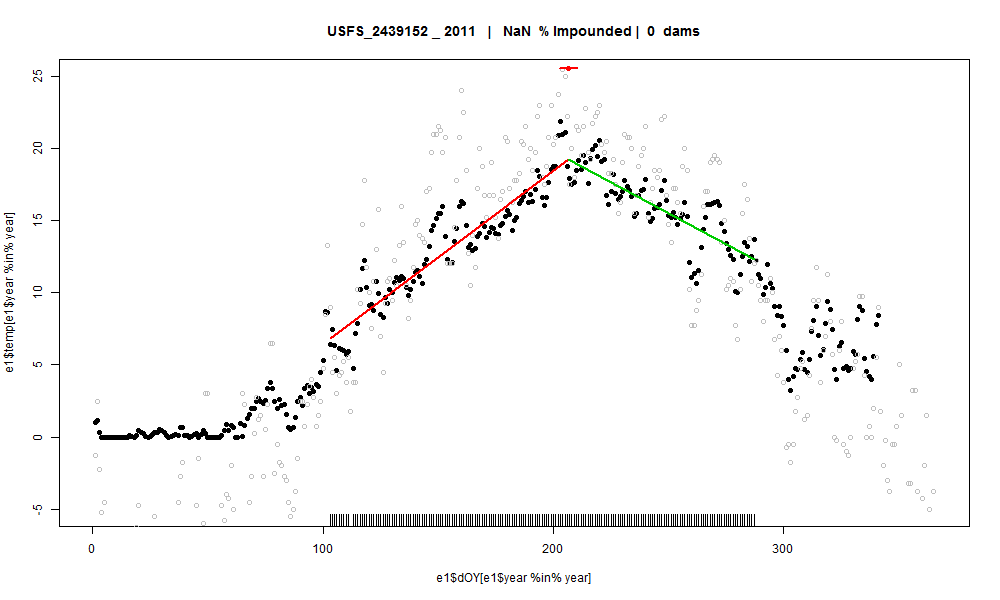 USFS_2439152 _ 2011 | NaN % Impounded | 0 dams
e1$temp[e1$year %in% year]
25
20
15
10
5
0
-5
0 100 200 300
e1$dOY[e1$year %in% year]